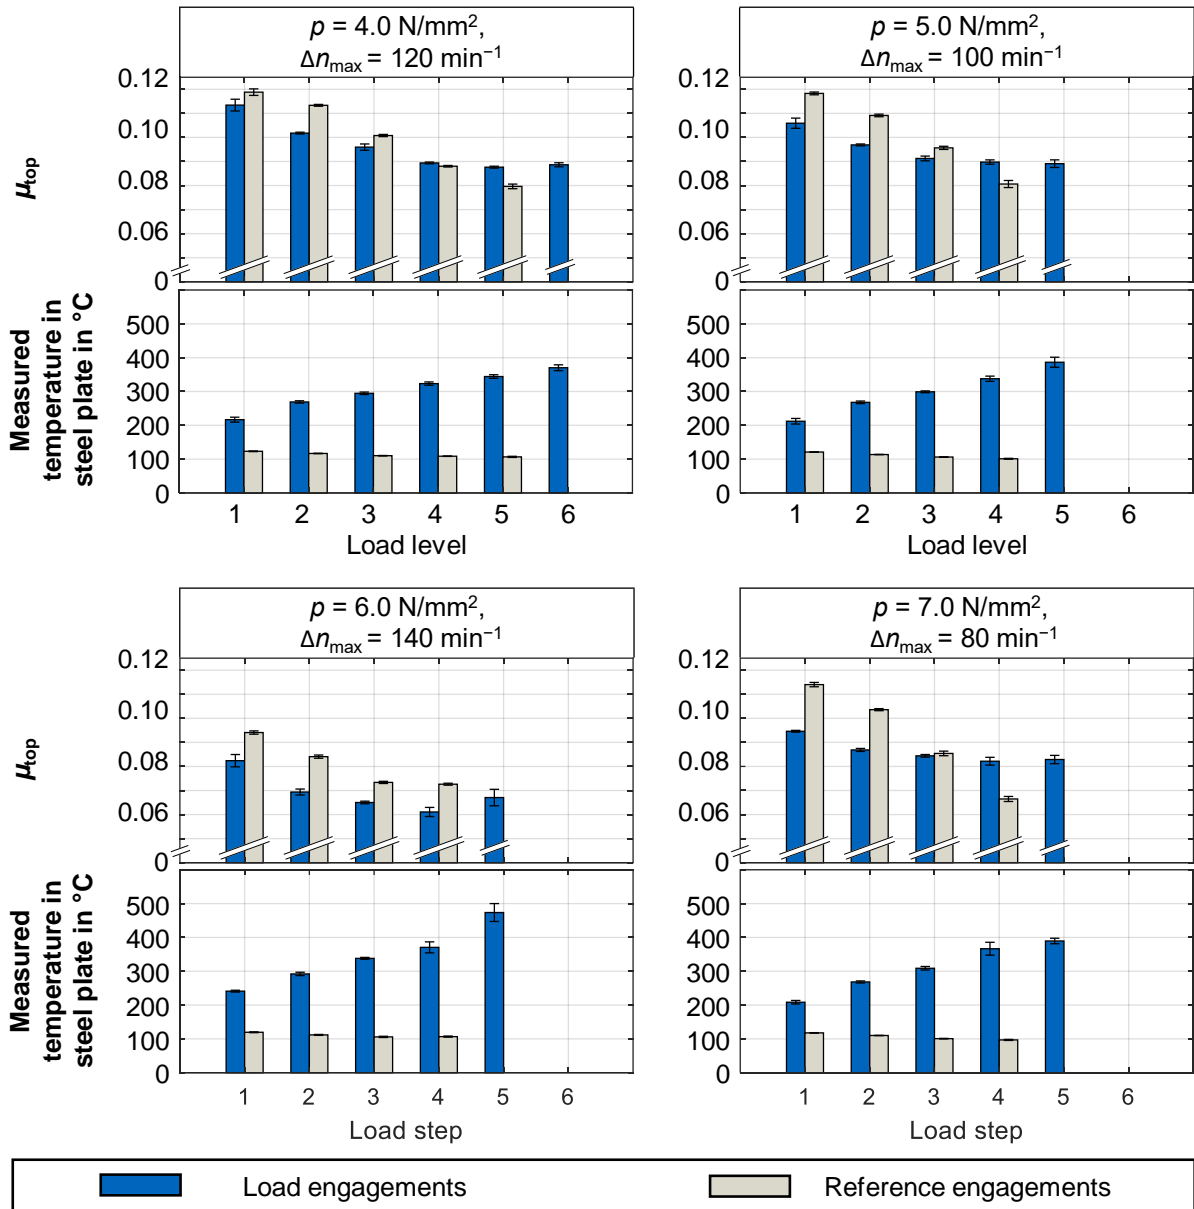 p = 4.0 N/mm²,
Δnmax = 120 min⁻¹
p = 5.0 N/mm²,
Δnmax = 100 min⁻¹
μtop
0.12
0.10
0.08
0.06
0
0.12
0.10
0.08
0.06
0
Measured
temperature in
steel plate in °C
500
400
300
200
100
0
500
400
300
200
100
0
1 2 3 4 5 6
Load level
1 2 3 4 5 6
Load level
p = 6.0 N/mm²,
Δnmax = 140 min⁻¹
p = 7.0 N/mm²,
Δnmax = 80 min⁻¹
μtop
0.12
0.10
0.08
0.06
0
0.12
0.10
0.08
0.06
0
Measured
temperature in
steel plate in °C
500
400
300
200
100
0
500
400
300
200
100
0
1 2 3 4 5 6
Load step
1 2 3 4 5 6
Load step
Load engagements
Reference engagements